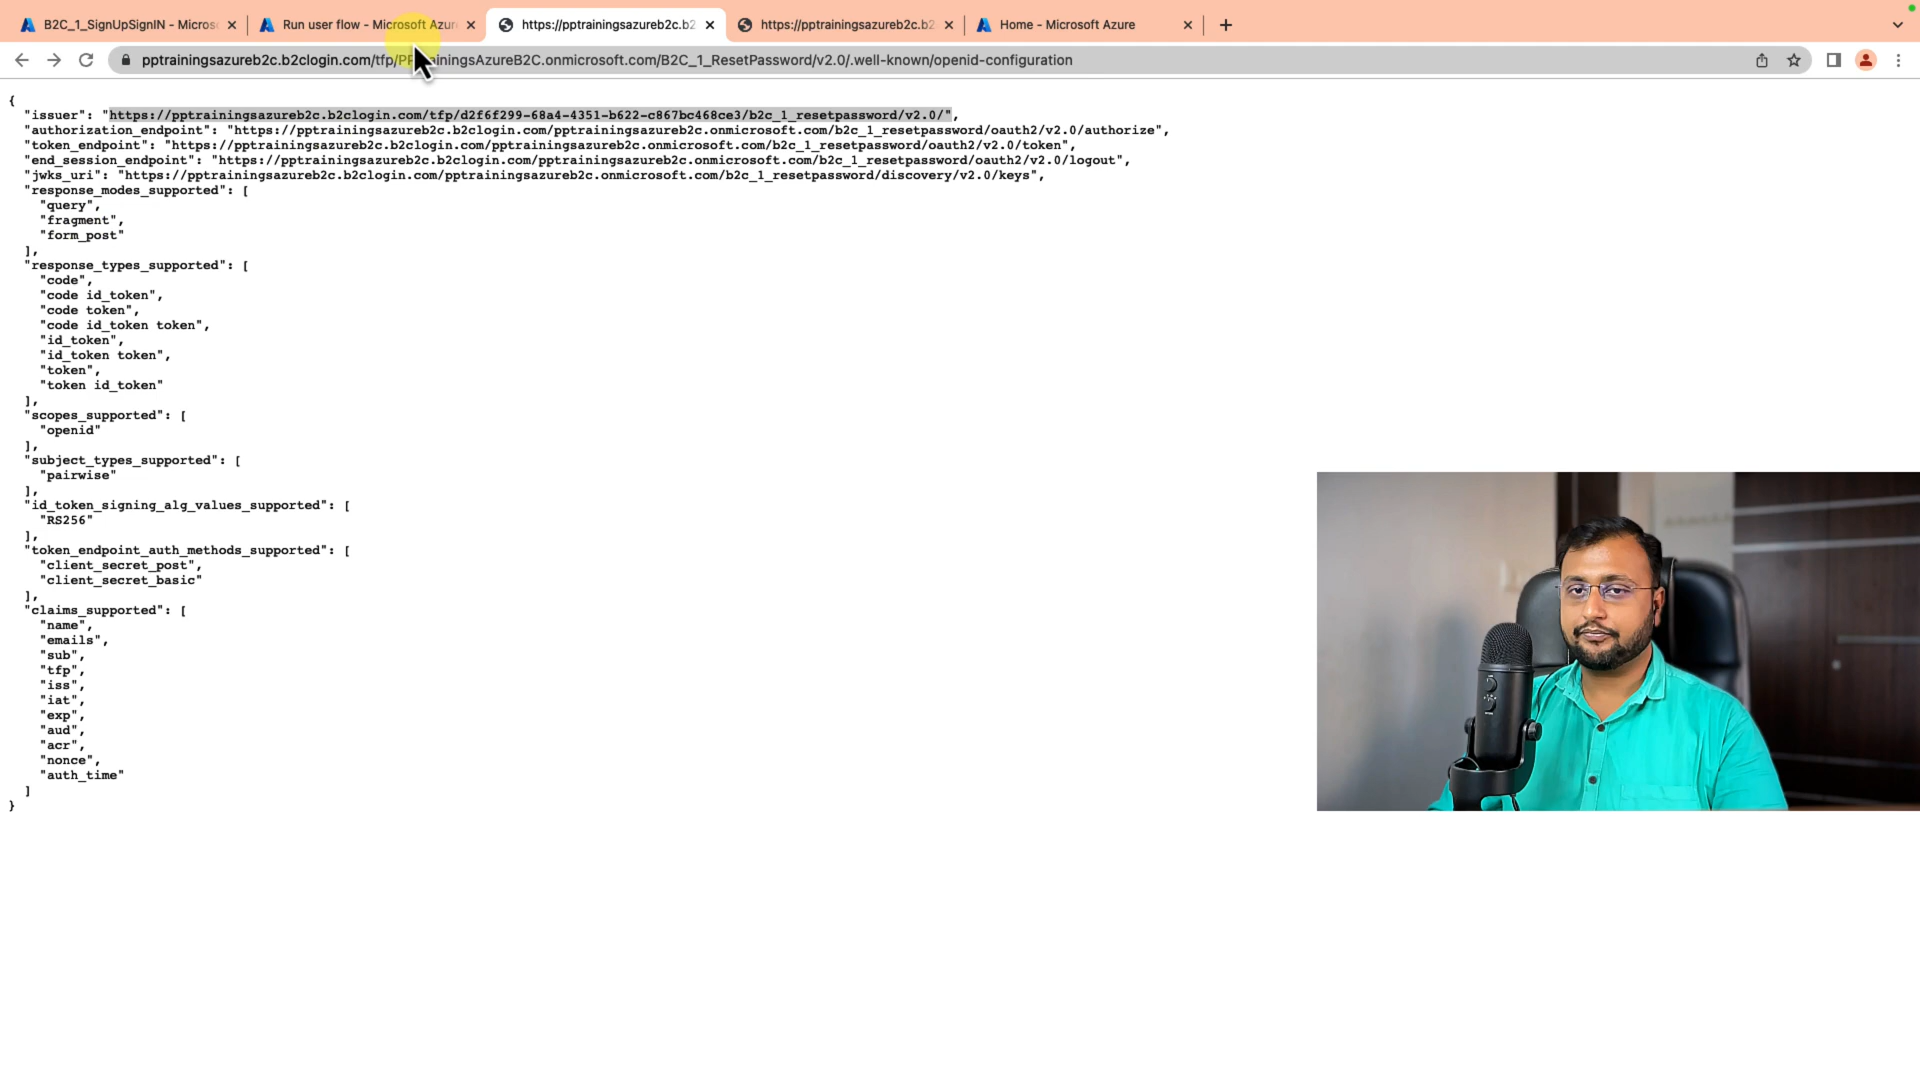 B2C_1_SignUpSignIN - Micros
Run user flow - Microsoft Azur
https://pptrainingsazureb2c.b2
https://pptrainingsazureb2c.b2
Home - Microsoft Azure
pptrainingsazureb2c.b2clogin.com/tfp/PPTrainingsAzureB2C.onmicrosoft.com/B2C_1_ResetPassword/v2.0/.well-known/openid-configuration
{
"issuer": "https://pptrainingsazureb2c.b2clogin.com/tfp/d2f6f299-68a4-4351-b622-c867bc468ce3/b2c_1_resetpassword/v2.0/",
"authorization_endpoint": "https://pptrainingsazureb2c.b2clogin.com/pptrainingsazureb2c.onmicrosoft.com/b2c_1_resetpassword/oauth2/v2.0/authorize",
"token_endpoint": "https://pptrainingsazureb2c.b2clogin.com/pptrainingsazureb2c.onmicrosoft.com/b2c_1_resetpassword/oauth2/v2.0/token",
"end_session_endpoint": "https://pptrainingsazureb2c.b2clogin.com/pptrainingsazureb2c.onmicrosoft.com/b2c_1_resetpassword/oauth2/v2.0/logout",
"jwks_uri": "https://pptrainingsazureb2c.b2clogin.com/pptrainingsazureb2c.onmicrosoft.com/b2c_1_resetpassword/discovery/v2.0/keys",
"response_modes_supported": [
"query",
"fragment",
"form_post"
],
"response_types_supported": [
"code",
"code id_token",
"code token",
"code id_token token",
"id_token",
"id_token token",
"token",
"token id_token"
],
"scopes_supported": [
"openid"
],
"subject_types_supported": [
"pairwise"
],
"id_token_signing_alg_values_supported": [
"RS256"
],
"token_endpoint_auth_methods_supported": [
"client_secret_post",
"client_secret_basic"
],
"claims_supported": [
"name",
"emails",
"sub",
"tfp",
"iss",
"iat",
"exp",
"aud",
"acr",
"nonce",
"auth_time"
]
}